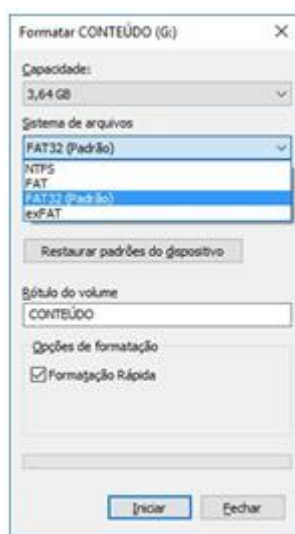 Formatar CONTEÚDO (G:)
Capacidade:
3,64 GB
Sistema de arquivos
FAT32 (Padrão)
NTFS
FAT
FAT32 (Padrão)
exFAT
Restaurar padrões do dispositivo
Rótulo do volume
CONTEÚDO
Opções de formatação
Formatação Rápida
Iniciar
Fechar